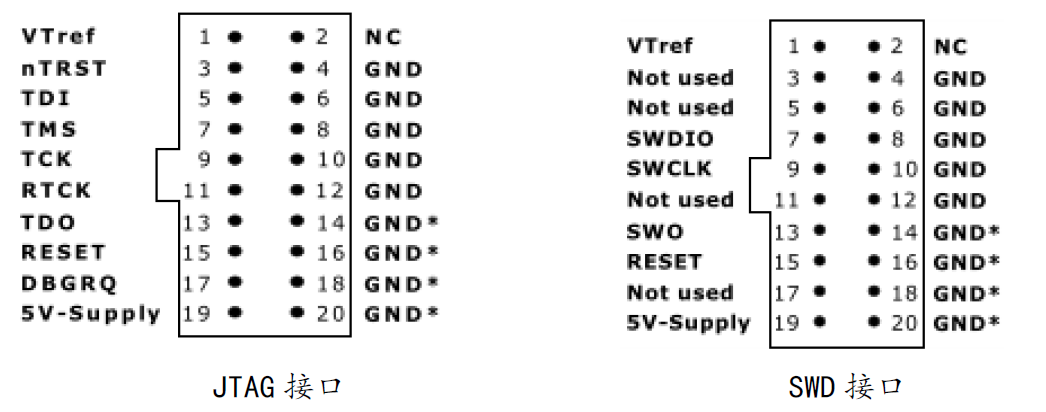 VTref 1 2 NC
nTRST 3 4 GND
TDI 5 6 GND
TMS 7 8 GND
TCK 9 10 GND
RTCK 11 12 GND
TDO 13 14 GND*
RESET 15 16 GND*
DBGRQ 17 18 GND*
5V-Supply 19 20 GND*
JTAG 接口
VTref 1 2 NC
Not used 3 4 GND
Not used 5 6 GND
SWDIO 7 8 GND
SWCLK 9 10 GND
Not used 11 12 GND
SWO 13 14 GND*
RESET 15 16 GND*
Not used 17 18 GND*
5V-Supply 19 20 GND*
SWD 接口